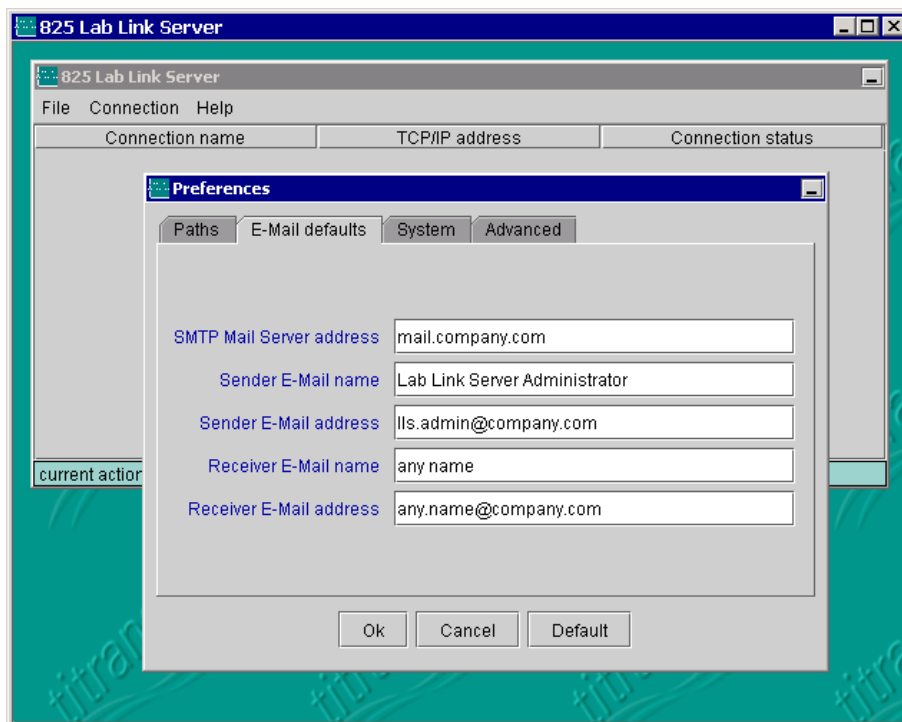 825 Lab Link Server
825 Lab Link Server
File Connection Help
Connection name TCP/IP address Connection status
Preferences
Paths E-Mail defaults System Advanced
SMTP Mail Server address mail.company.com
Sender E-Mail name Lab Link Server Administrator
Sender E-Mail address lls.admin@company.com
Receiver E-Mail name any name
current action
Receiver E-Mail address any.name@company.com
Ok Cancel Default